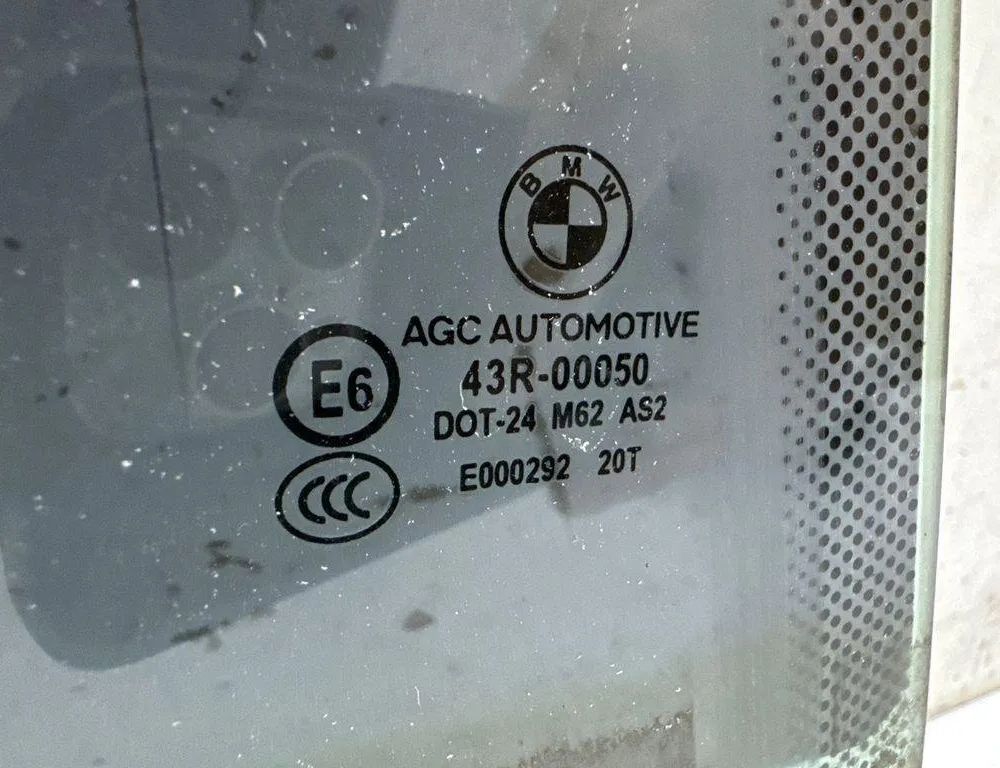 BMW
AGC AUTOMOTIVE
E6
43R-00050
DOT-24 M62 AS2
CCC
E000292 20T